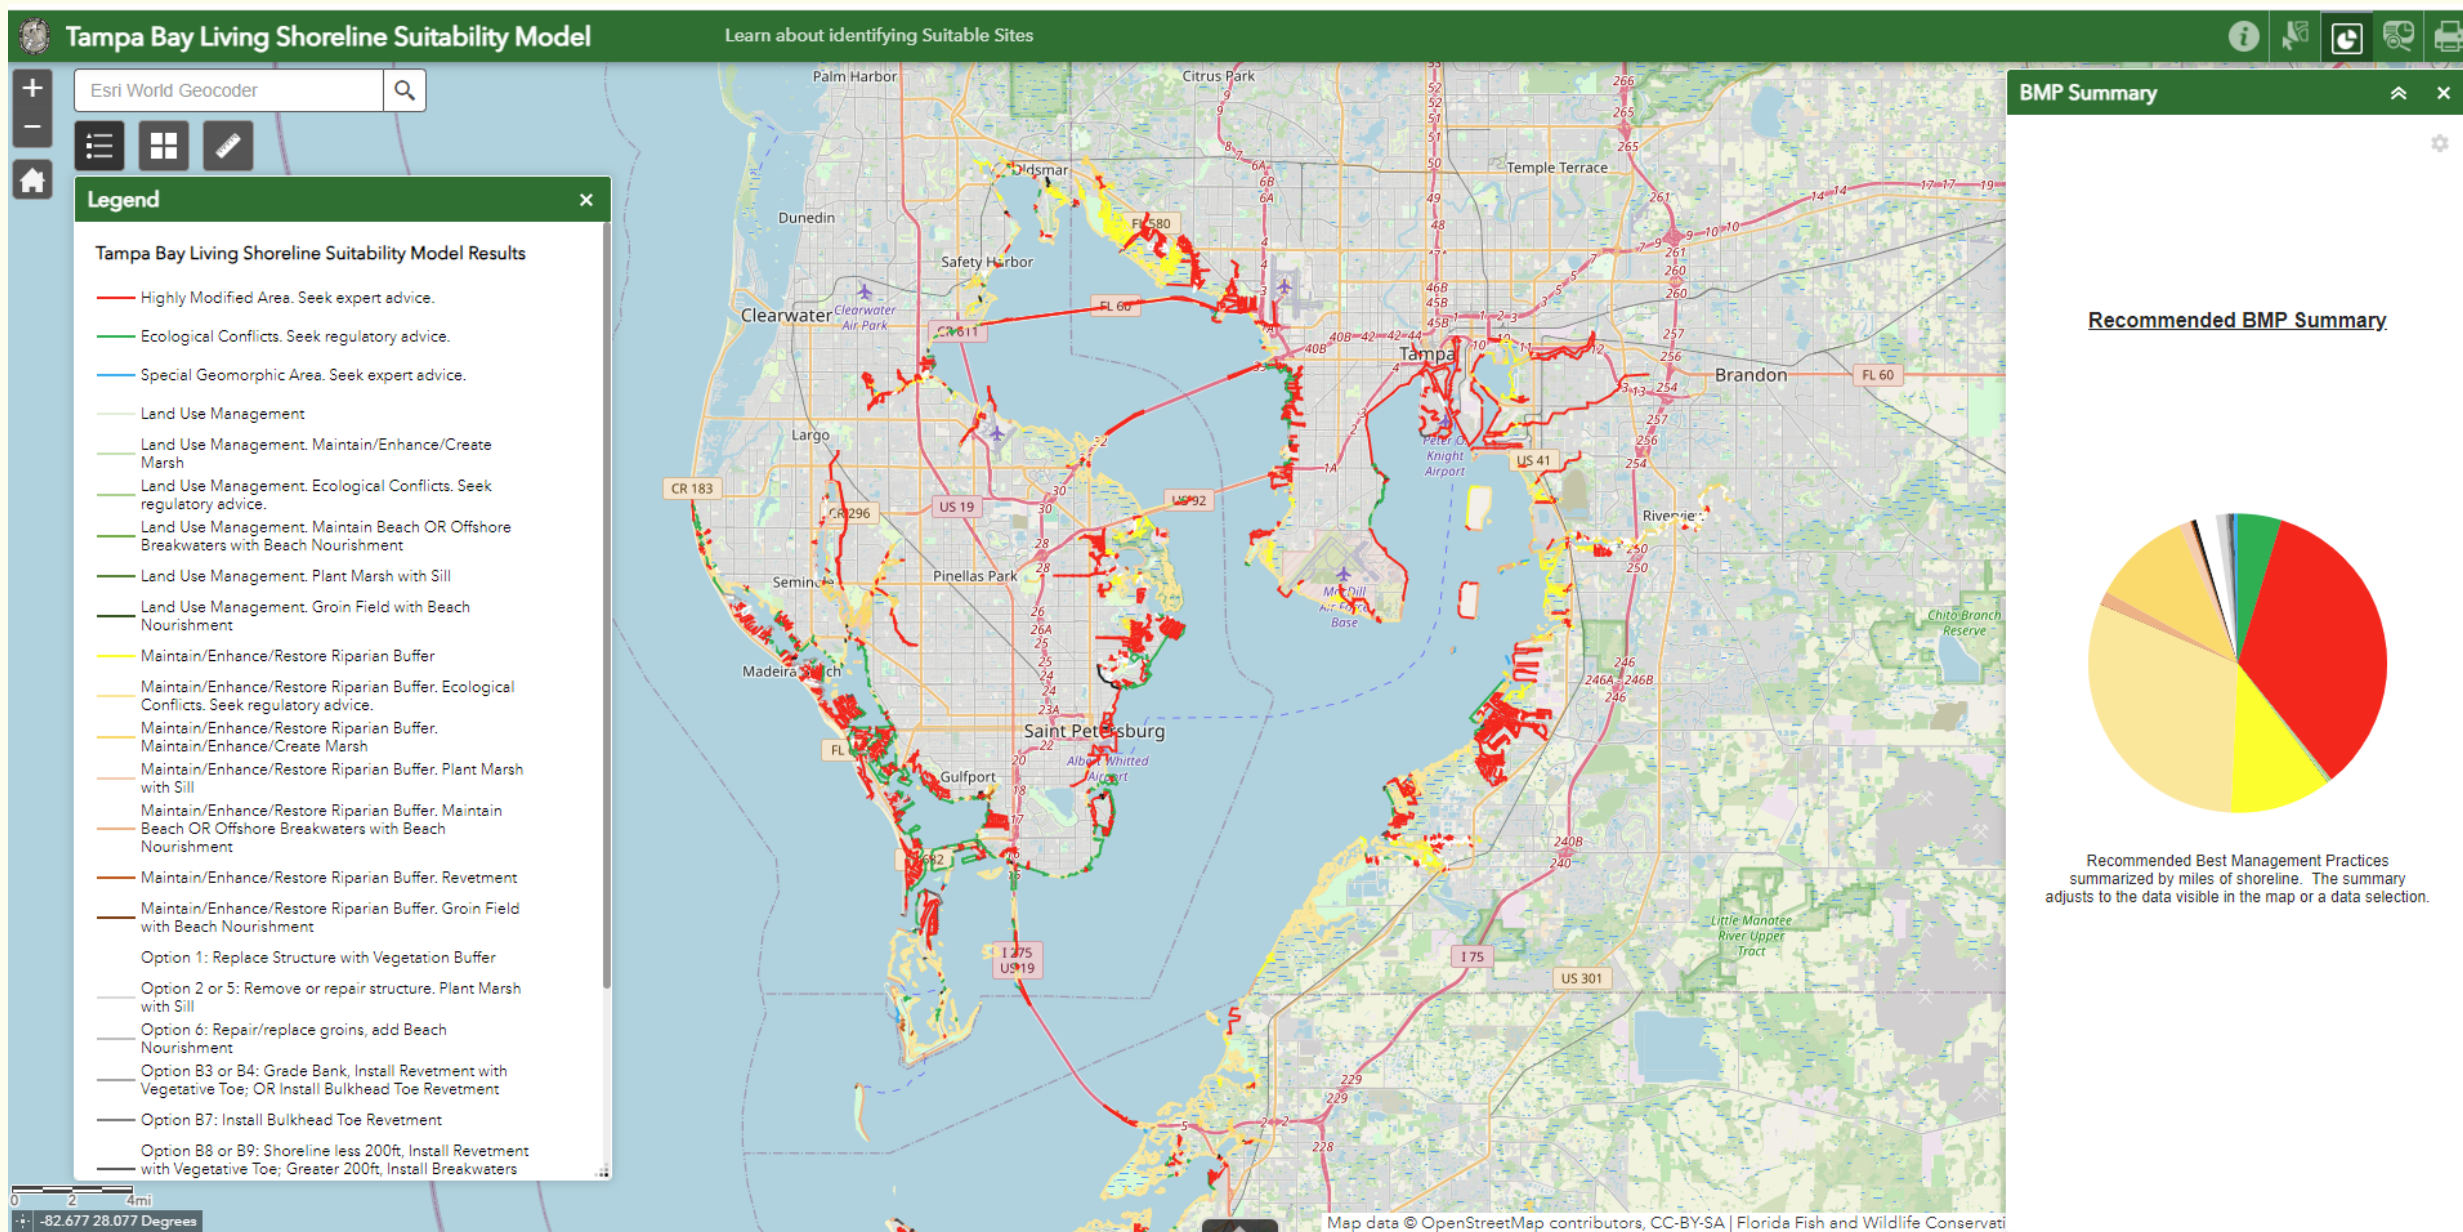 Tampa Bay Living Shoreline Suitability Model
Learn about identifying Suitable Sites
Esri World Geocoder
Legend
Tampa Bay Living Shoreline Suitability Model Results
Highly Modified Area. Seek expert advice.
Ecological Conflicts. Seek regulatory advice.
Special Geomorphic Area. Seek expert advice.
Land Use Management
Land Use Management. Maintain/Enhance/Create
Marsh
Land Use Management. Ecological Conflicts. Seek
regulatory advice.
Land Use Management. Maintain Beach OR Offshore
Breakwaters with Beach Nourishment
Land Use Management. Plant Marsh with Sill
Land Use Management. Groin Field with Beach
Nourishment
Maintain/Enhance/Restore Riparian Buffer
Maintain/Enhance/Restore Riparian Buffer. Ecological
Conflicts. Seek regulatory advice.
Maintain/Enhance/Restore Riparian Buffer.
Maintain/Enhance/Create Marsh
Maintain/Enhance/Restore Riparian Buffer. Plant Marsh
with Sill
Maintain/Enhance/Restore Riparian Buffer. Maintain
Beach OR Offshore Breakwaters with Beach
Nourishment
Maintain/Enhance/Restore Riparian Buffer. Revetment
Maintain/Enhance/Restore Riparian Buffer. Groin Field
with Beach Nourishment
Option 1: Replace Structure with Vegetation Buffer
Option 2 or 5: Remove or repair structure. Plant Marsh
with Sill
Option 6: Repair/replace groins, add Beach
Nourishment
Option B3 or B4: Grade Bank, Install Revetment with
Vegetative Toe; OR Install Bulkhead Toe Revetment
Option B7: Install Bulkhead Toe Revetment
Option B8 or B9: Shoreline less 200ft, Install Revetment
with Vegetative Toe; Greater 200ft, Install Breakwaters
0 2 4mi
-82.677 28.077 Degrees
Palm Harbor
Citrus Park
Temple Terrace
Dunedin
FL 580
Safety Harbor
Clearwater
Clearwater
Air Park
FL 60
CR 611
Tampa
Brandon
FL 60
Largo
Peter O.
Knight
Airport
US 41
CR 183
US 19
US 92
CR 296
Riverview
Pinellas Park
MacDill
Air Force
Base
Chito Branch
Reserve
Madeira
Saint Petersburg
Albert Whitted
Airport
FL
Gulfport
Little Manatee
River Upper
Tract
I 275
US 19
I 75
US 301
Map data © OpenStreetMap contributors, CC-BY-SA | Florida Fish and Wildlife Conservati
BMP Summary
Recommended BMP Summary
Recommended Best Management Practices
summarized by miles of shoreline. The summary
adjusts to the data visible in the map or a data selection.